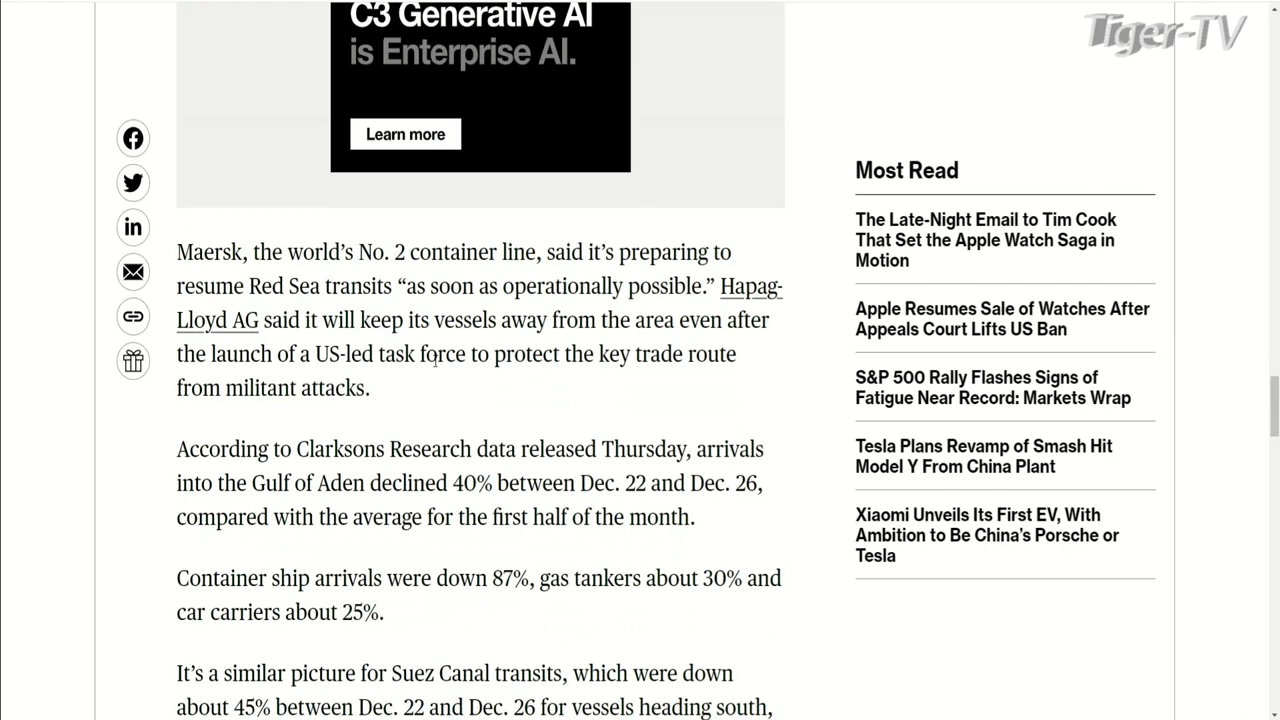 C3 Generative AI
is Enterprise AI.
Learn more
Tiger-TV
Maersk, the world’s No. 2 container line, said it’s preparing to
resume Red Sea transits “as soon as operationally possible.” Hapag-
Lloyd AG said it will keep its vessels away from the area even after
the launch of a US-led task force to protect the key trade route
from militant attacks.
According to Clarksons Research data released Thursday, arrivals
into the Gulf of Aden declined 40% between Dec. 22 and Dec. 26,
compared with the average for the first half of the month.
Container ship arrivals were down 87%, gas tankers about 30% and
car carriers about 25%.
It’s a similar picture for Suez Canal transits, which were down
about 45% between Dec. 22 and Dec. 26 for vessels heading south,
Most Read
The Late-Night Email to Tim Cook
That Set the Apple Watch Saga in
Motion
Apple Resumes Sale of Watches After
Appeals Court Lifts US Ban
S&P 500 Rally Flashes Signs of
Fatigue Near Record: Markets Wrap
Tesla Plans Revamp of Smash Hit
Model Y From China Plant
Xiaomi Unveils Its First EV, With
Ambition to Be China’s Porsche or
Tesla